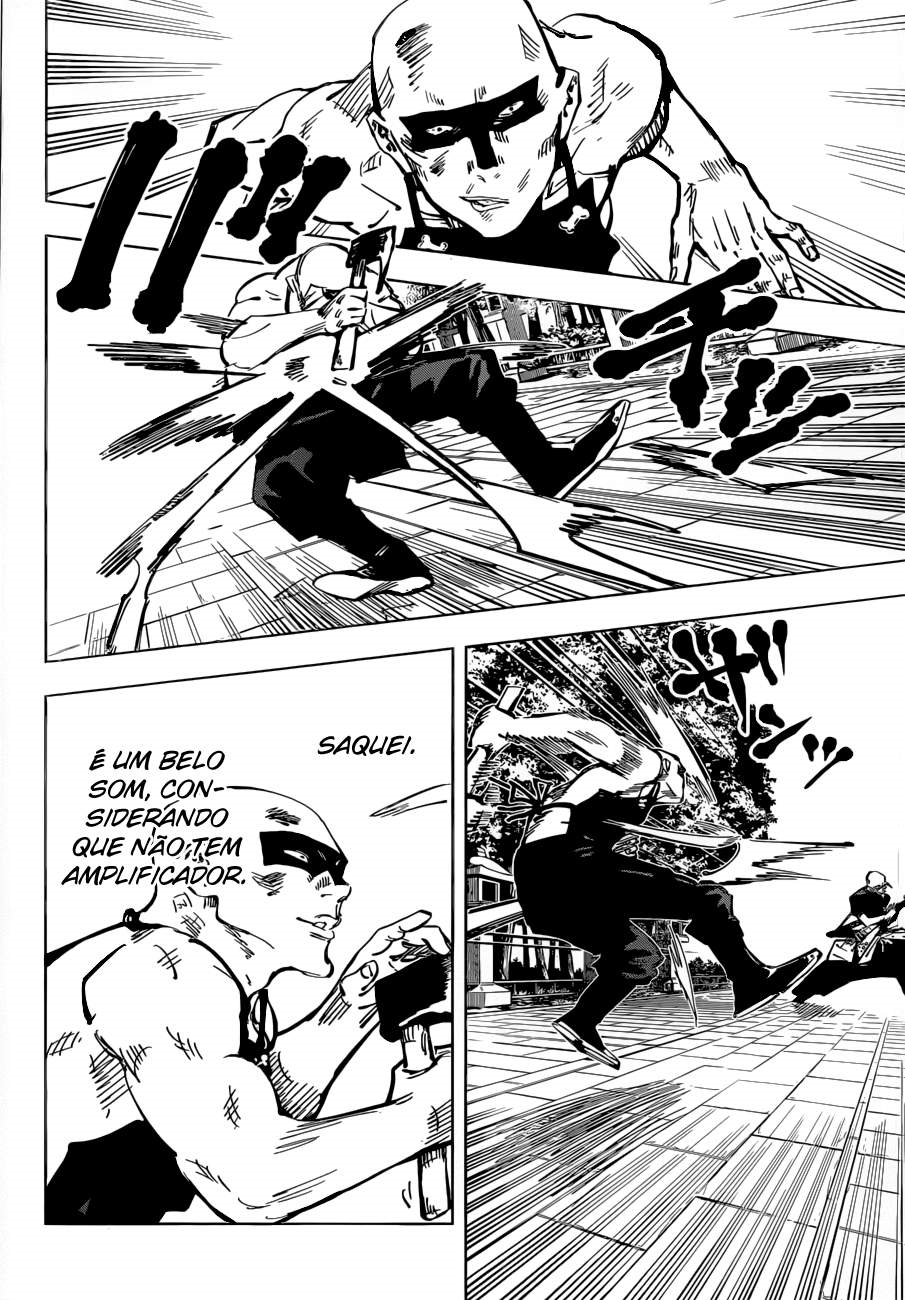 チッ
ザンッ
SAQUEI.
É UM BELO
SOM, CON-
SIDERANDO
QUE NÃO TEM
AMPLIFICADOR.